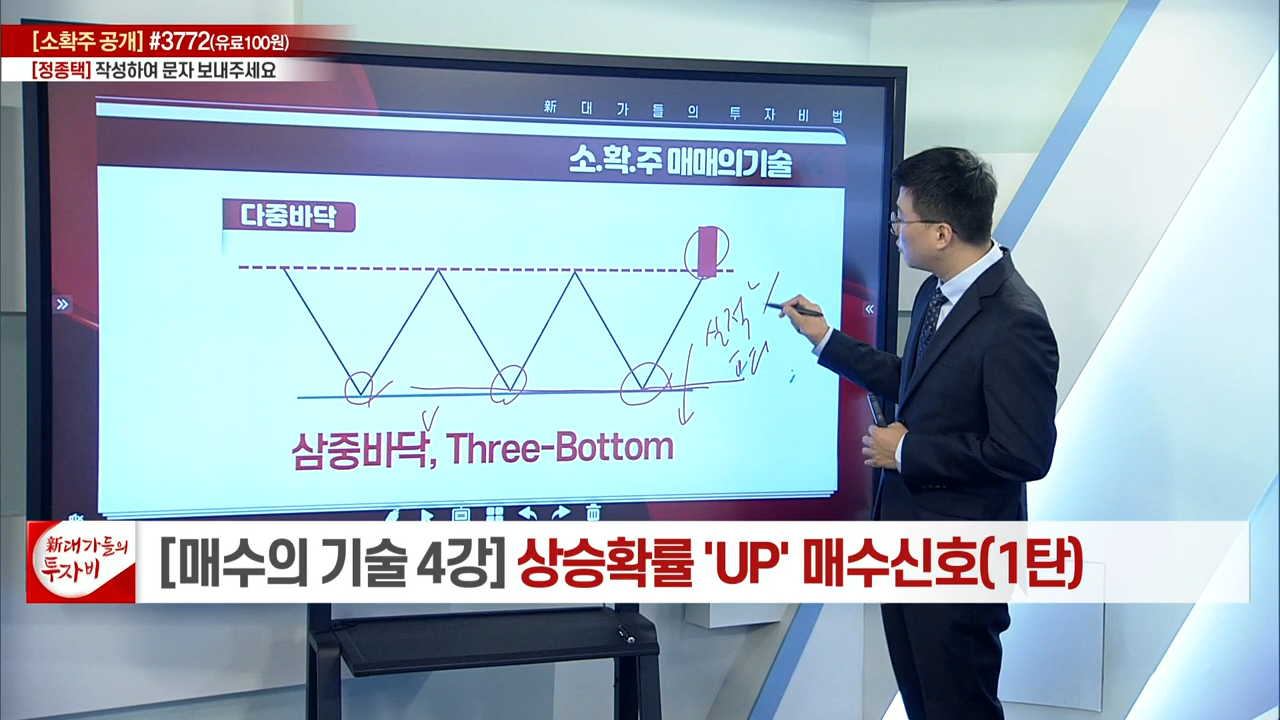 [소확주 공개] #3772(유료100원)
[정종택] 작성하여 문자 보내주세요
新 대 가 들 의 투 자 비 법
소.확.주 매매의기술
다중바닥
실적
삼중바닥, Three-Bottom
新대가들의
투자비
[매수의 기술 4강] 상승확률 'UP' 매수신호(1탄)